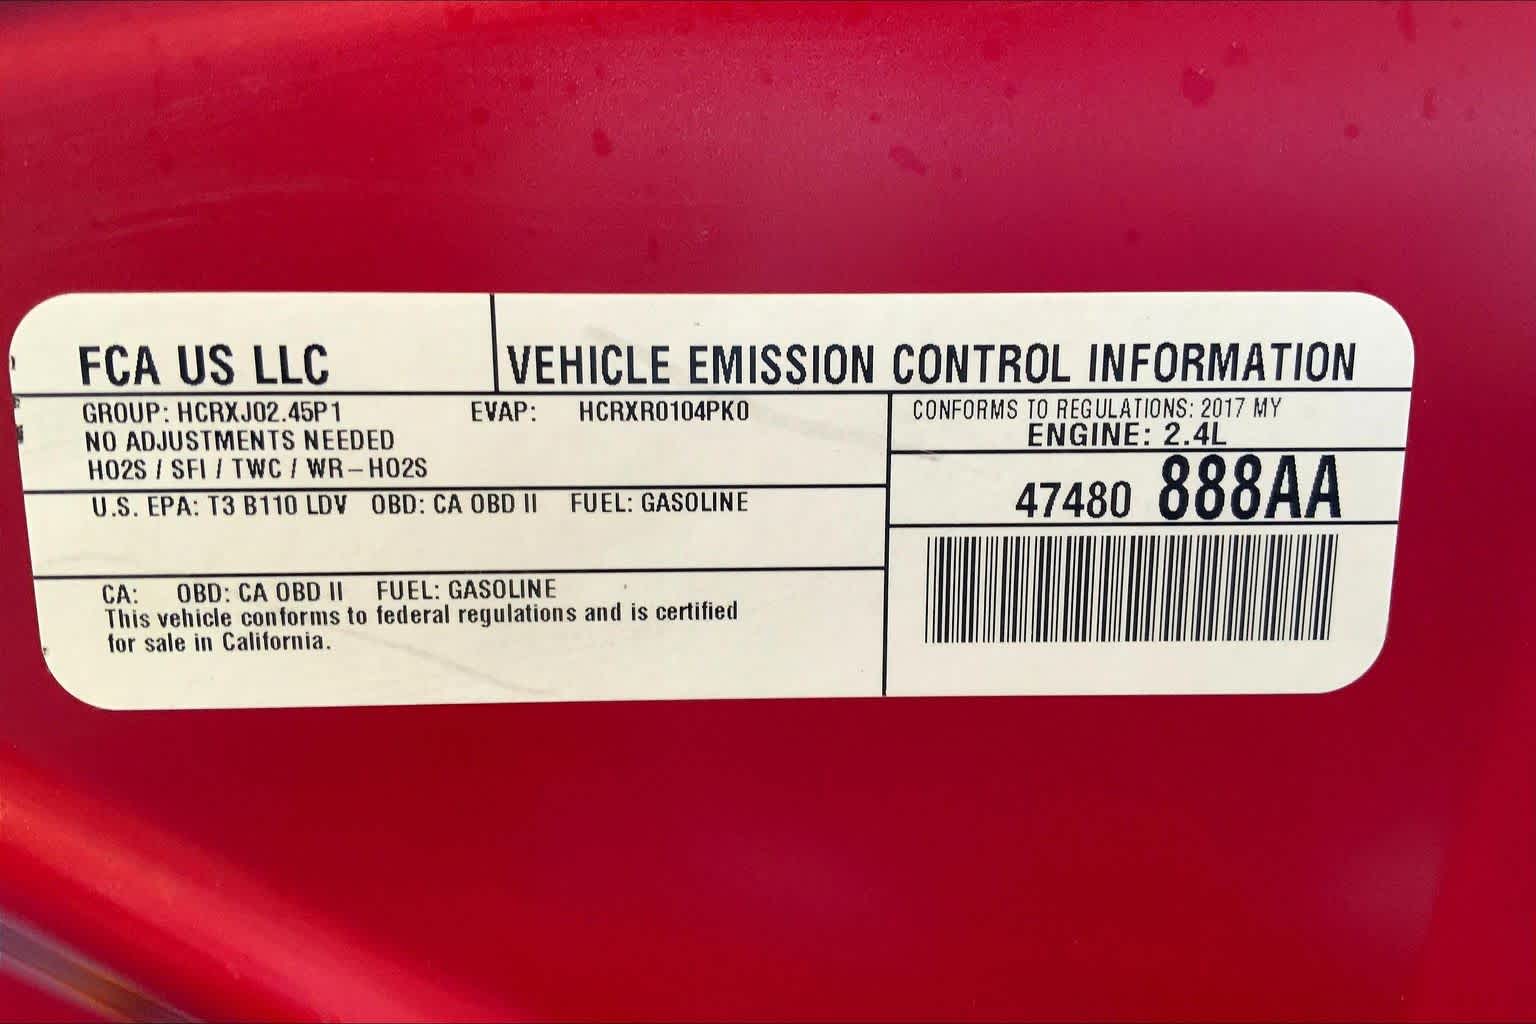 FCA US LLC
VEHICLE EMISSION CONTROL INFORMATION
GROUP: HCRXJ02.45P1 EVAP: HCRXR0104PK0
NO ADJUSTMENTS NEEDED
HO2S / SFI / TWC / WR-HO2S
U.S. EPA: T3 B110 LDV OBD: CA OBD II FUEL: GASOLINE
CA: OBD: CA OBD II FUEL: GASOLINE
This vehicle conforms to federal regulations and is certified
for sale in California.
CONFORMS TO REGULATIONS: 2017 MY
ENGINE: 2.4L
47480 888AA